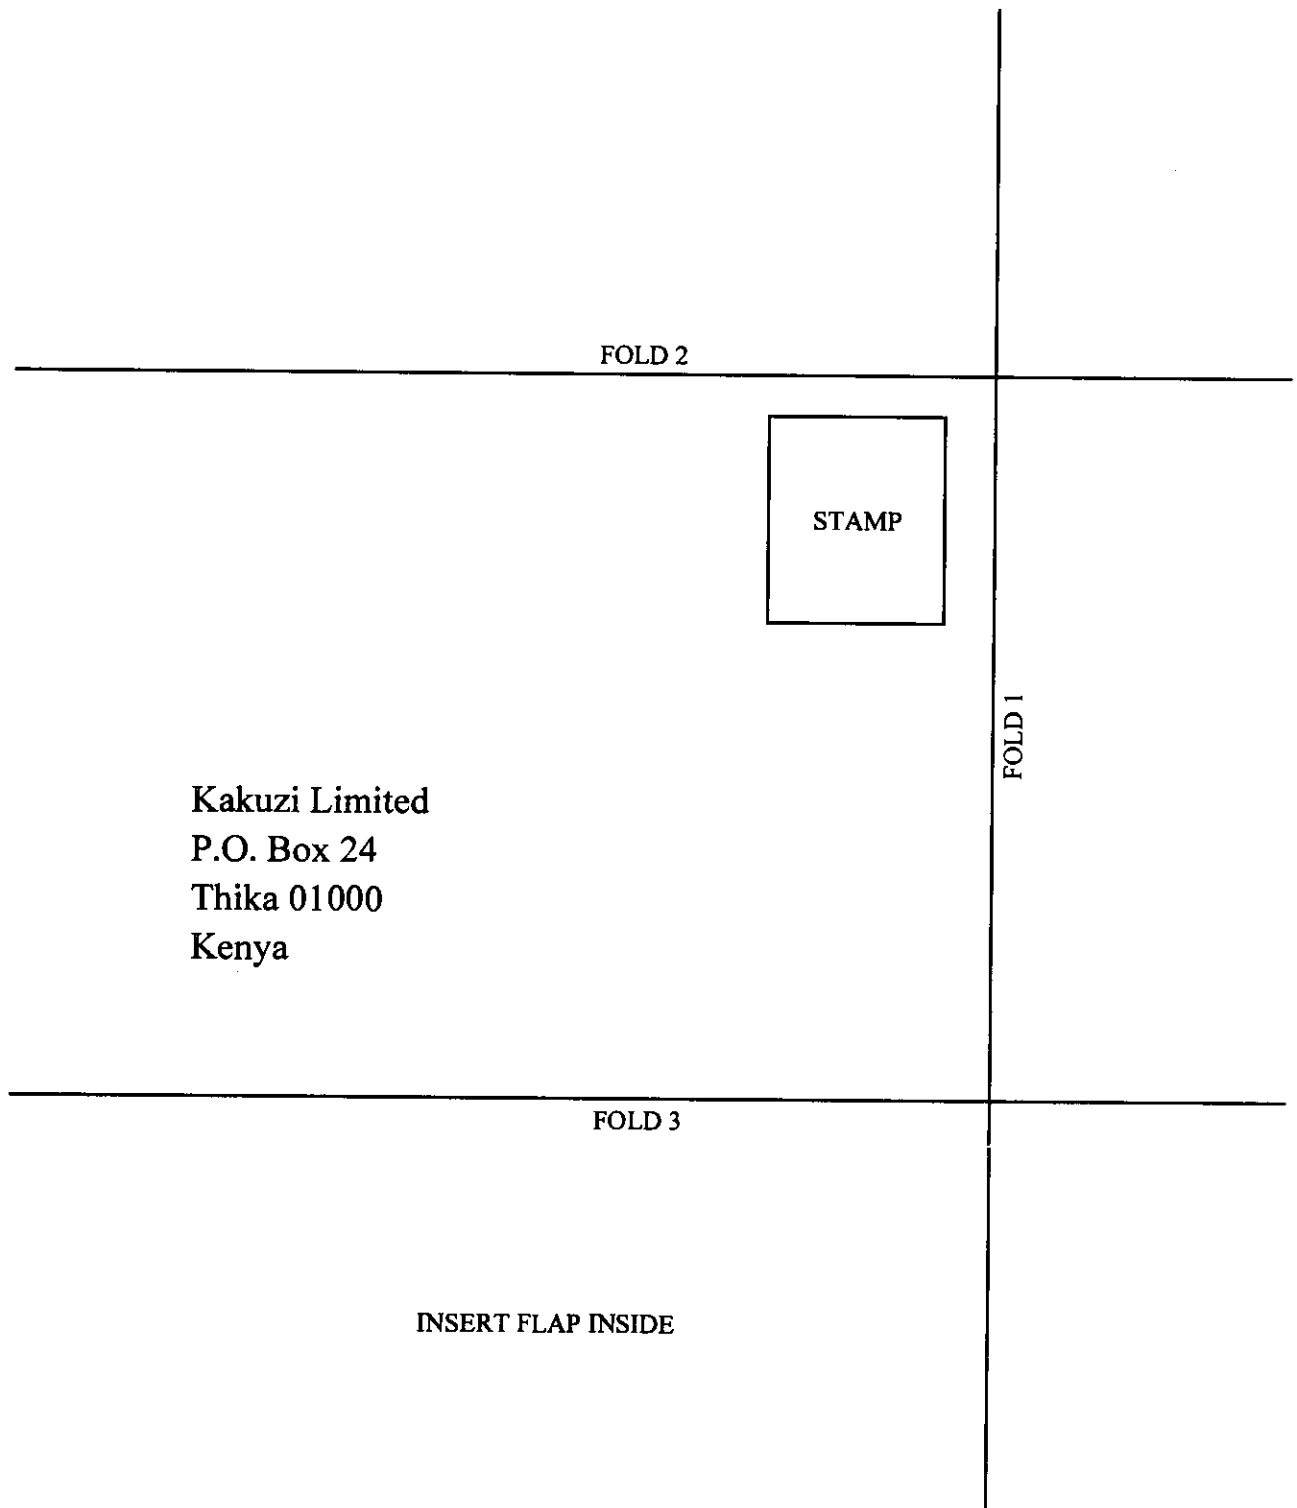 FOLD 2
STAMP
FOLD 1
Kakuzi Limited
P.O. Box 24
Thika 01000
Kenya
FOLD 3
INSERT FLAP INSIDE